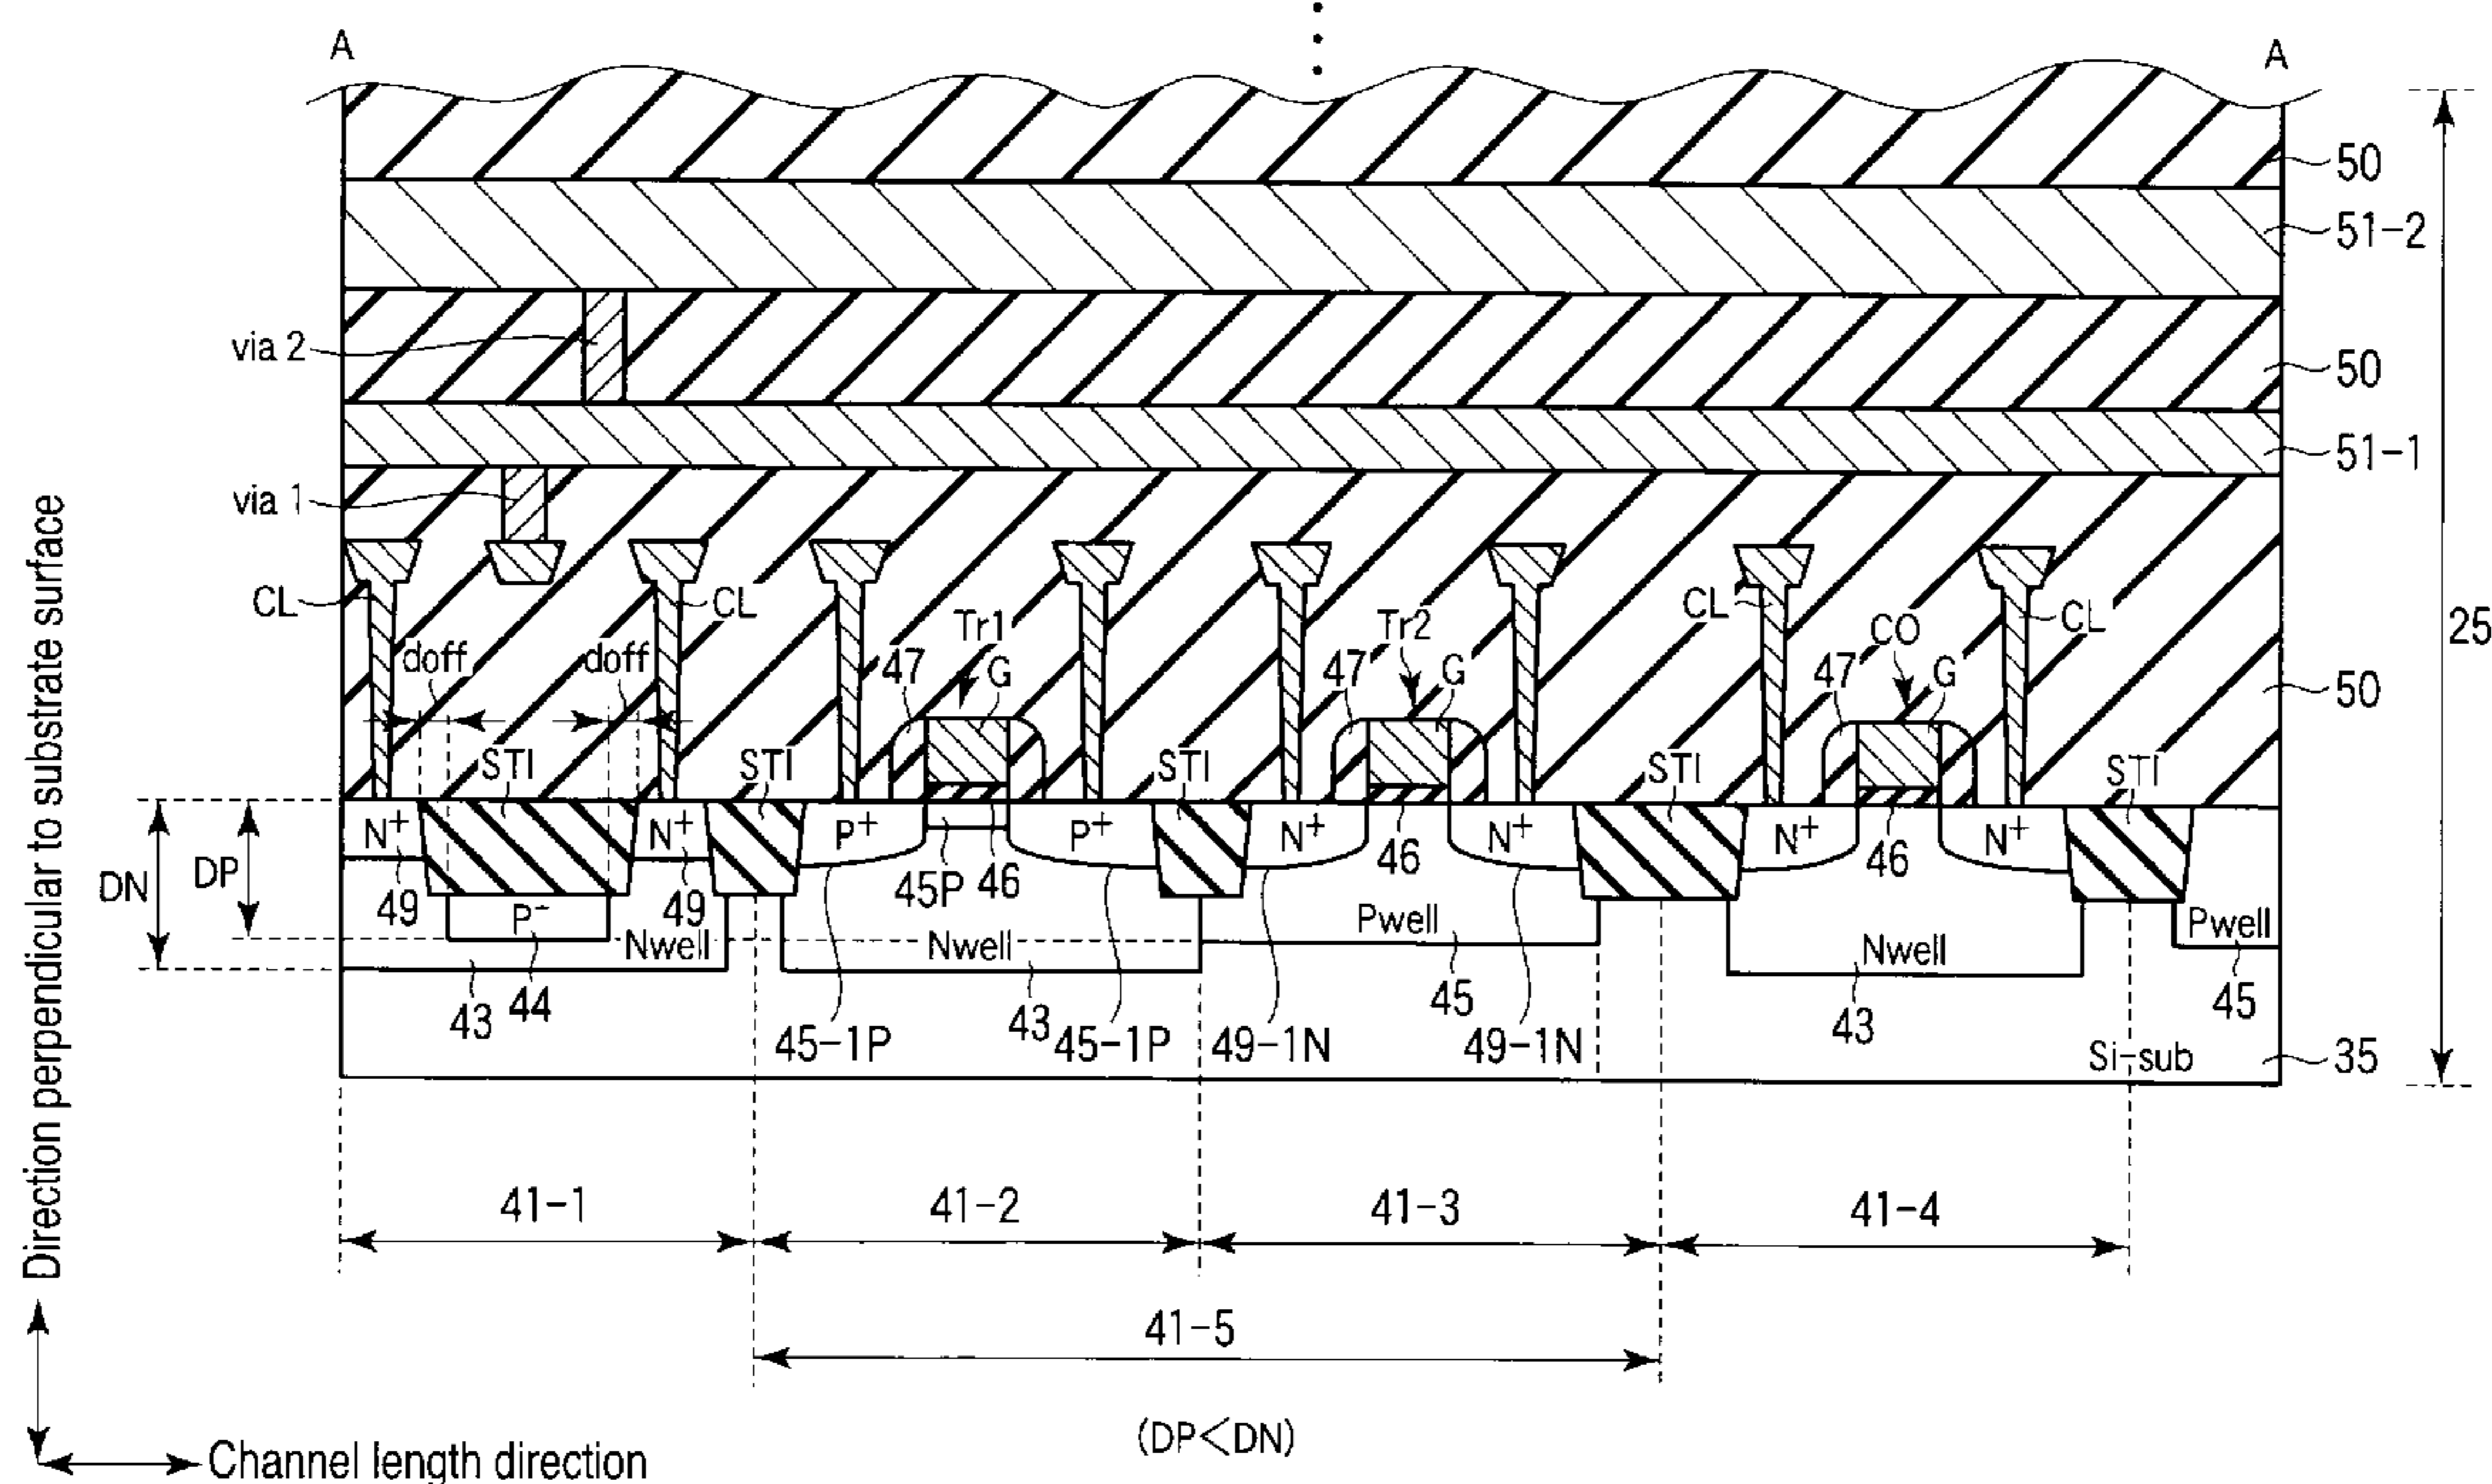 A
A
50
51-2
via 2
50
51-1
via 1
CL
CL
CL
CL
25
doff
doff
Tr1
Tr2
CO
47
G
47
G
47
G
50
STI
STI
STI
STI
STI
N+
N+
P+
P+
N+
N+
N+
N+
DN
DP
49
49
45P
46
46
46
P−
Nwell
Nwell
Pwell
Nwell
Pwell
43
44
45-1P
43
45-1P
49-1N
45
49-1N
43
45
Si-sub
35
41-1
41-2
41-3
41-4
41-5
(DP<DN)
Direction perpendicular to substrate surface
Channel length direction